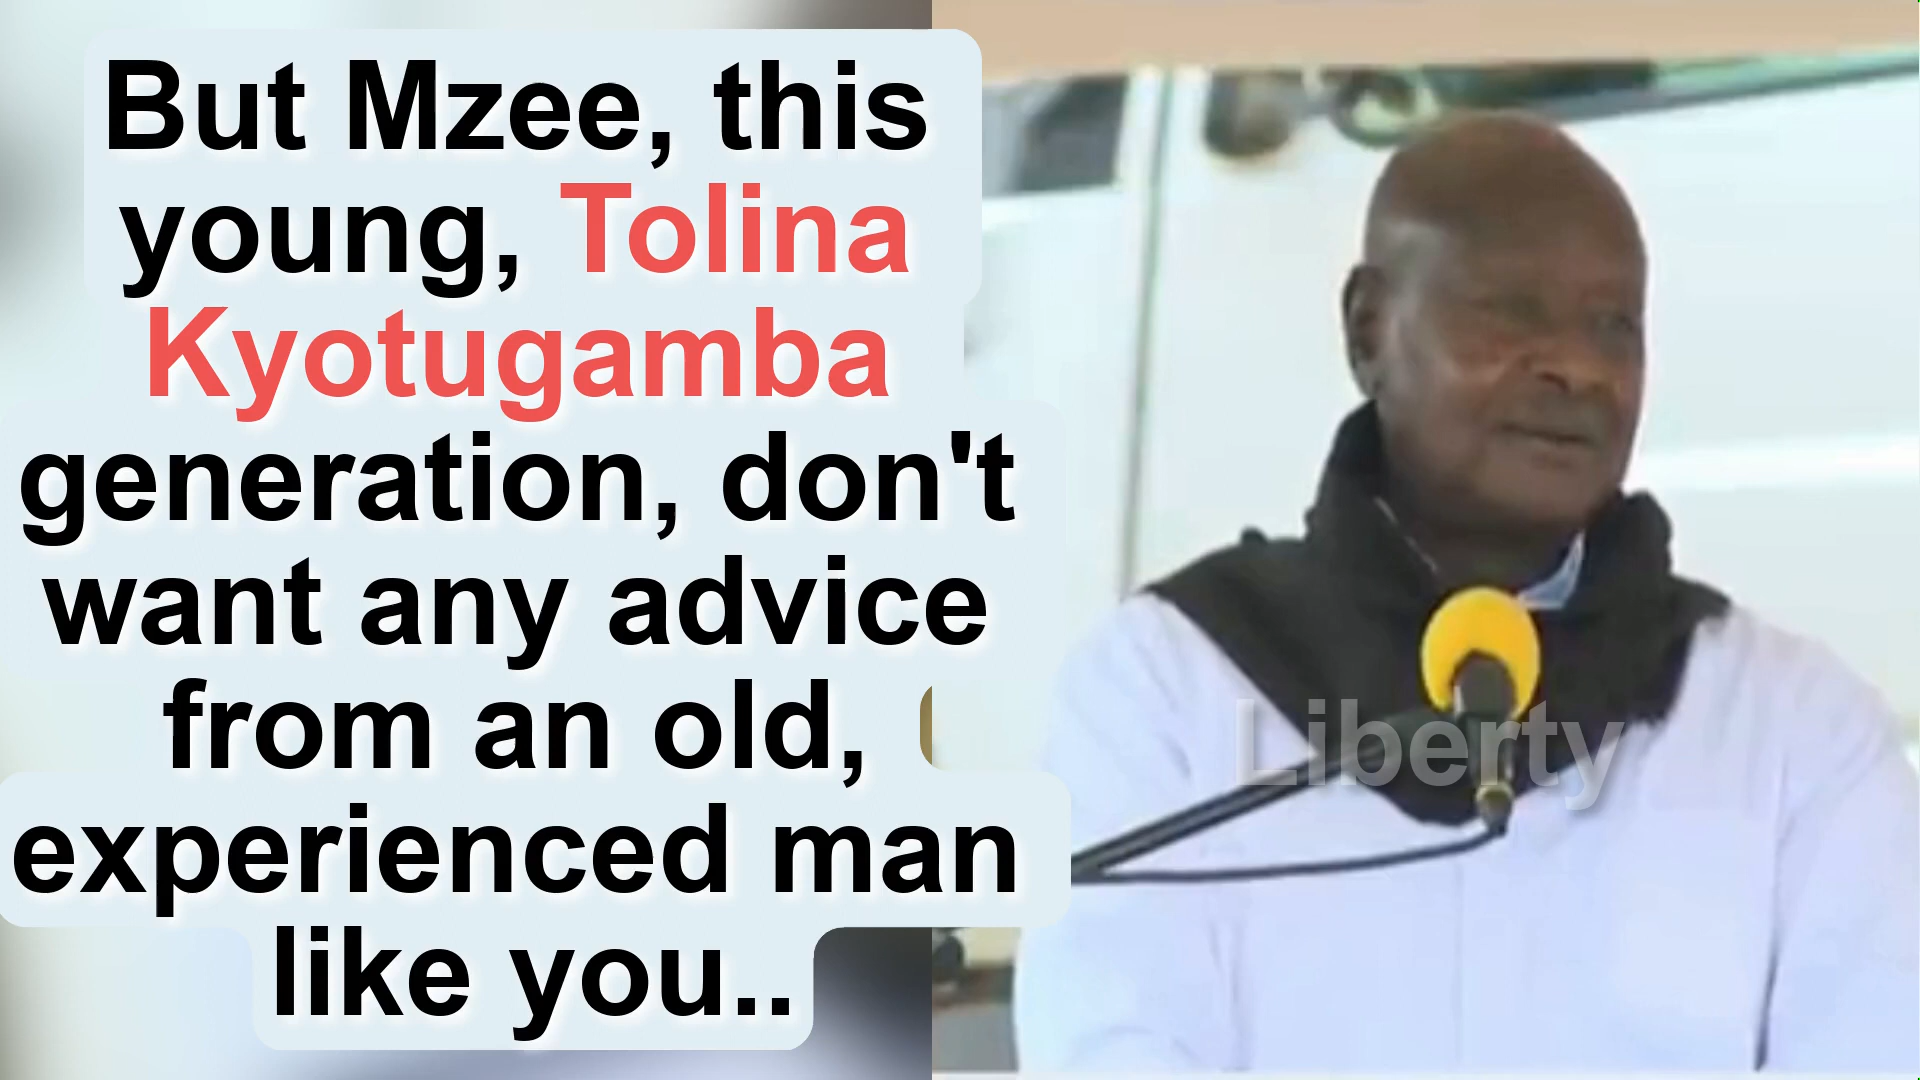 But Mzee, this
young, Tolina
Kyotugamba
generation, don't
want any advice
from an old,
experienced man
like you..
Liberty